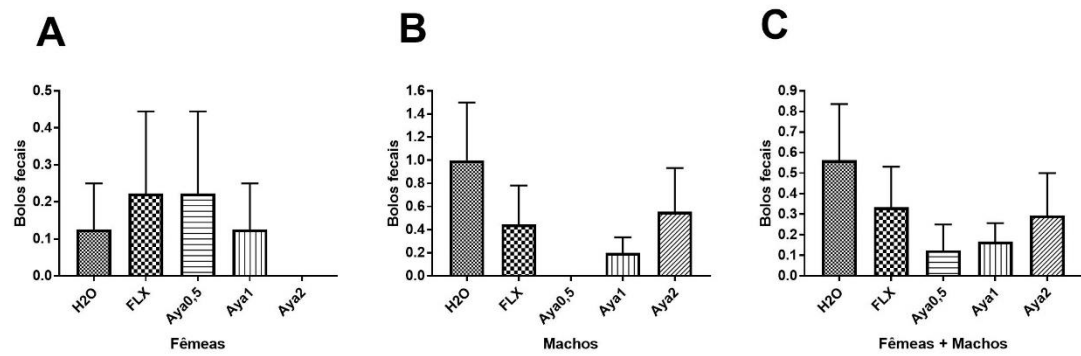 A
Bolos fecais
0.5
0.4
0.3
0.2
0.1
0.0
H2O
FLX
Aya0,5
Aya1
Aya2
Fêmeas
B
Bolos fecais
1.6
1.4
1.2
1.0
0.8
0.6
0.4
0.2
0.0
H2O
FLX
Aya0,5
Aya1
Aya2
Machos
C
Bolos fecais
0.9
0.8
0.7
0.6
0.5
0.4
0.3
0.2
0.1
0.0
H2O
FLX
Aya0,5
Aya1
Aya2
Fêmeas + Machos